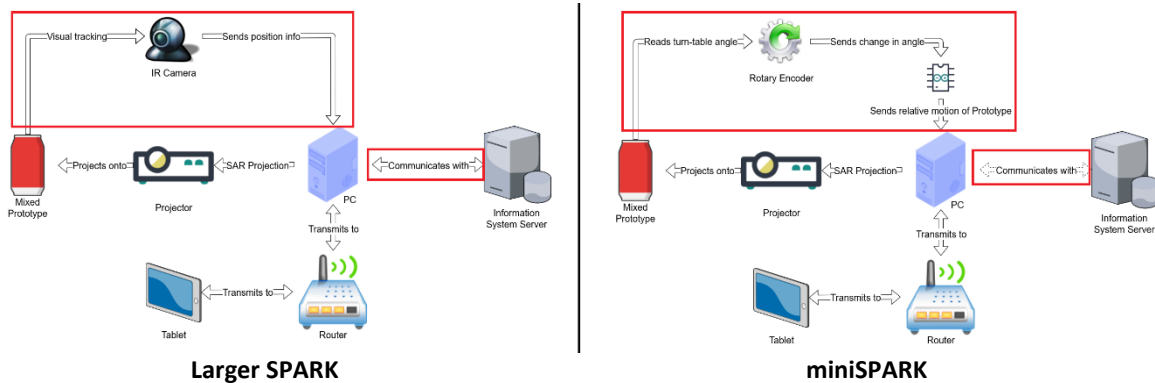 Visual tracking
Sends position info
IR Camera
Mixed
Prototype
Projects onto
Projector
SAR Projection
PC
Communicates with
Information
System Server
Transmits to
Tablet
Transmits to
Router
Larger SPARK
Reads turn-table angle
Sends change in angle
Rotary Encoder
Sends relative motion of Prototype
Mixed
Prototype
Projects onto
Projector
SAR Projection
PC
Communicates with
Information
System Server
Transmits to
Tablet
Transmits to
Router
miniSPARK